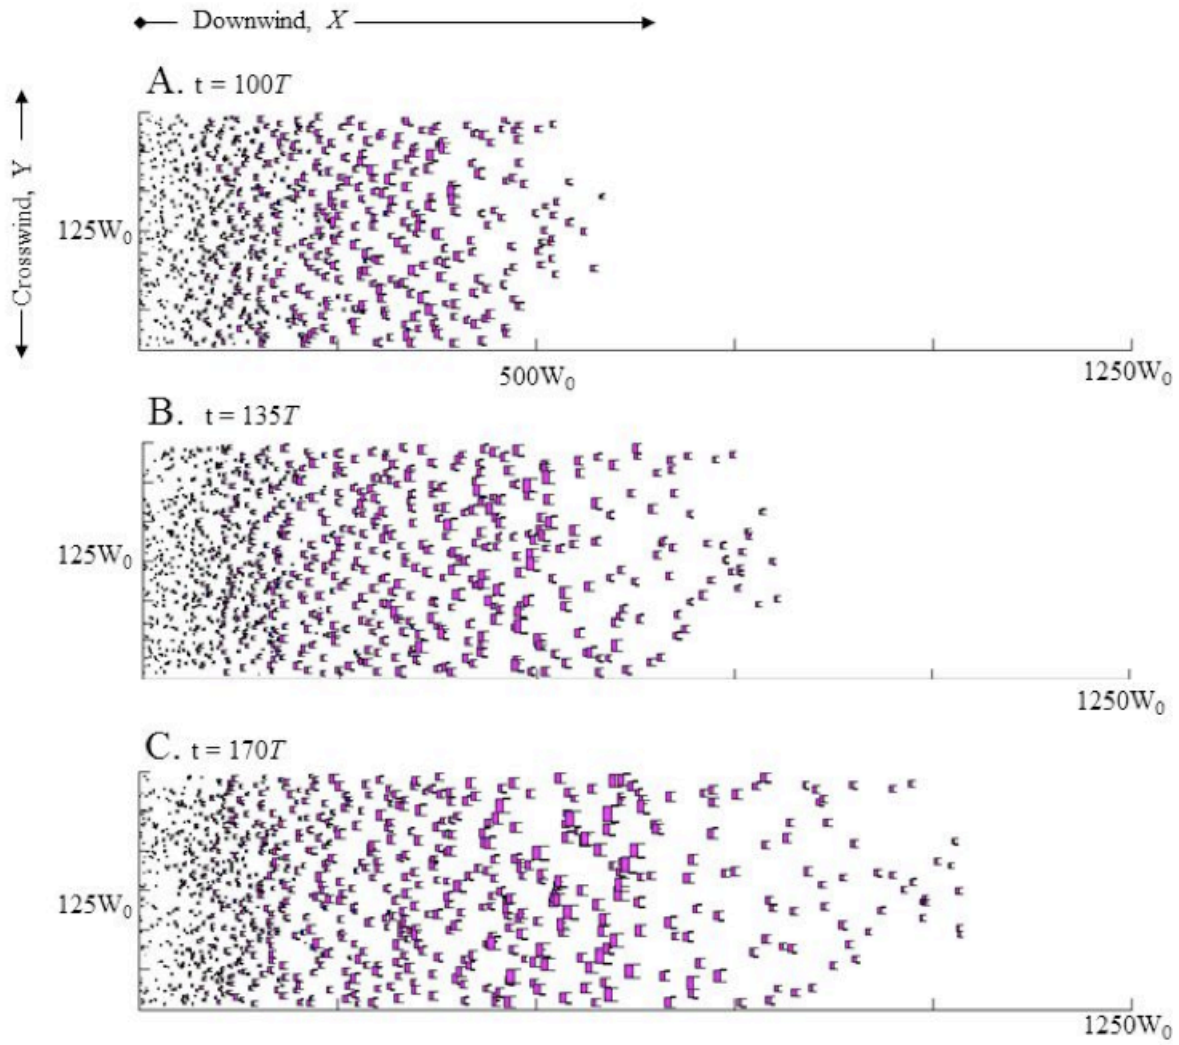 Downwind, X
A. t = 100T
Crosswind, Y
125W₀
500W₀
1250W₀
B. t = 135T
125W₀
1250W₀
C. t = 170T
125W₀
1250W₀